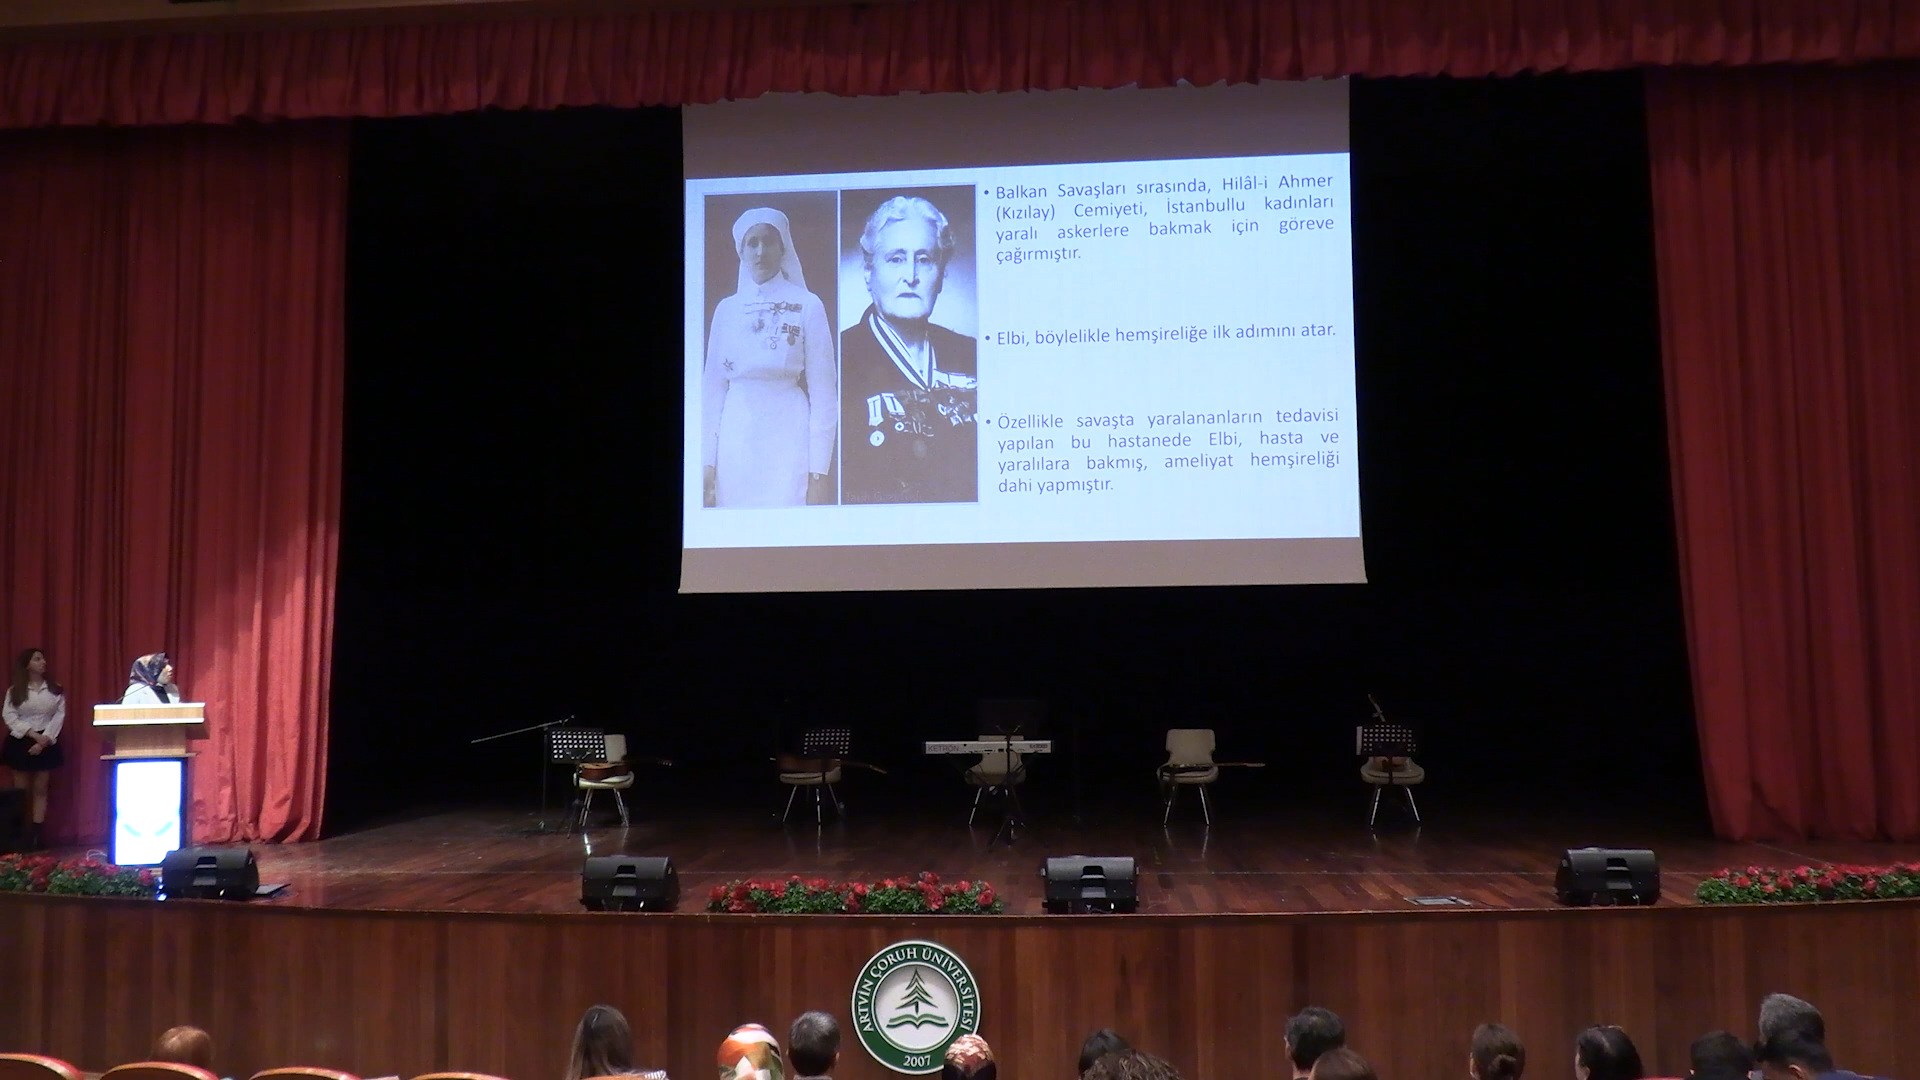 • Balkan Savaşları sırasında, Hilâl-i Ahmer
(Kızılay) Cemiyeti, İstanbullu kadınları
yaralı askerlere bakmak için göreve
çağırmıştır.
• Elbi, böylelikle hemşireliğe ilk adımını atar.
• Özellikle savaşta yaralananların tedavisi
yapılan bu hastanede Elbi, hasta ve
yaralılara bakmış, ameliyat hemşireliği
dahi yapmıştır.
KETRON
ARTVİN ÇORUH ÜNİVERSİTESİ
2007